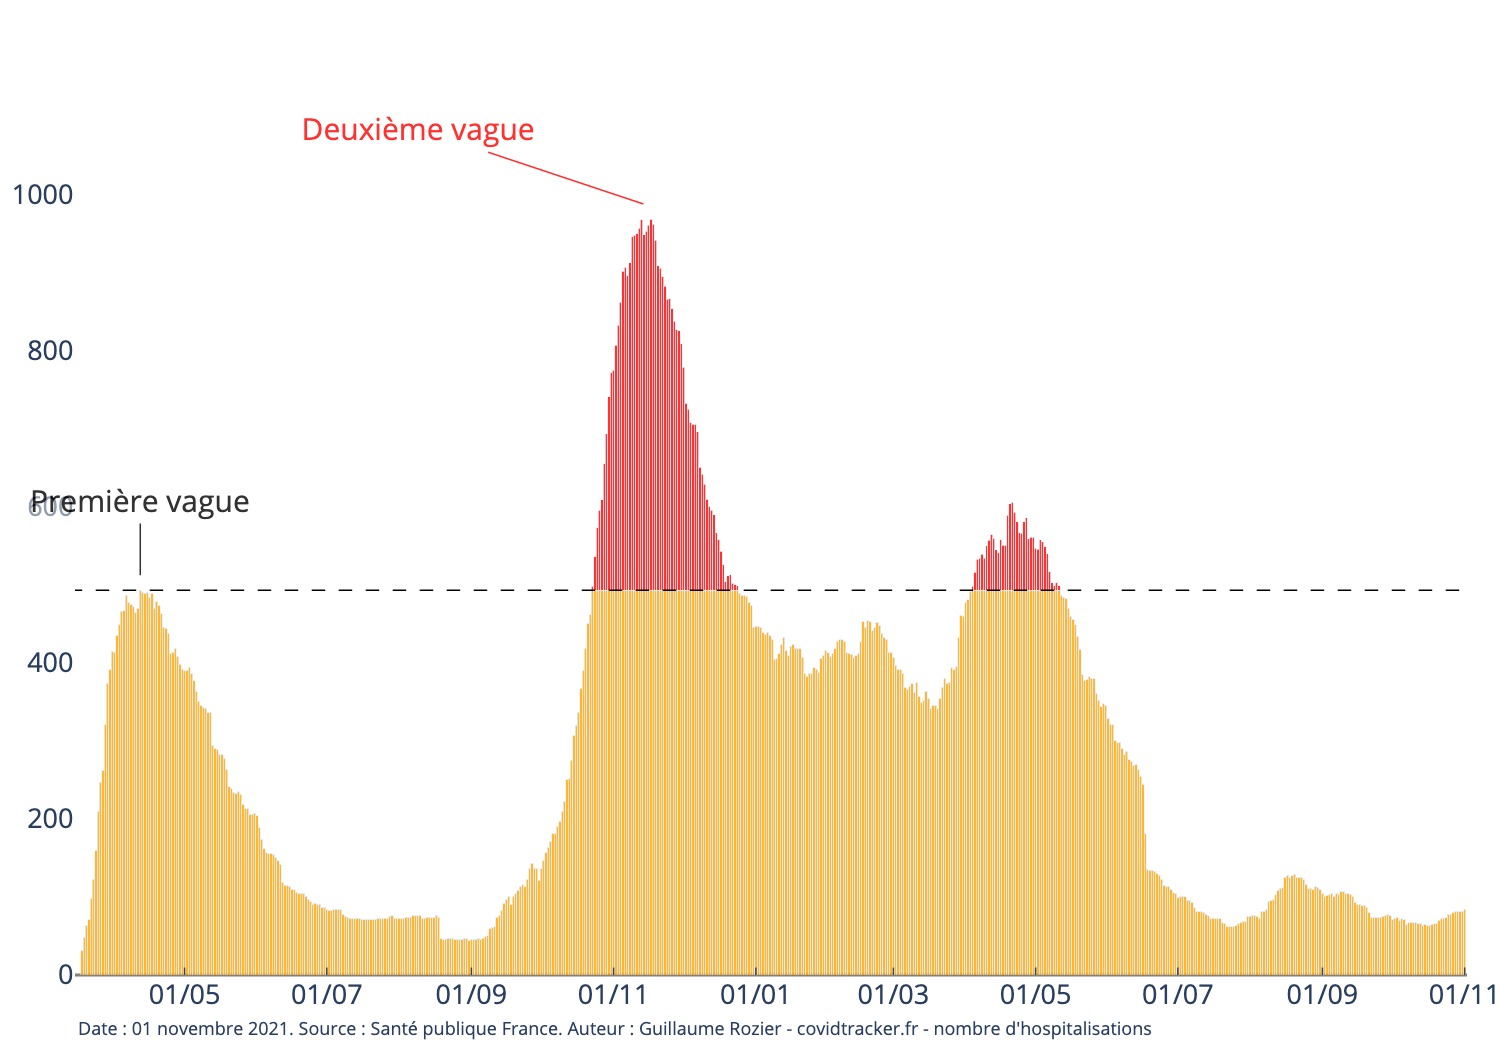 Deuxième vague
1000
800
600
Première vague
400
200
0
01/05 01/07 01/09 01/11 01/01 01/03 01/05 01/07 01/09 01/11
Date : 01 novembre 2021. Source : Santé publique France. Auteur : Guillaume Rozier - covidtracker.fr - nombre d'hospitalisations